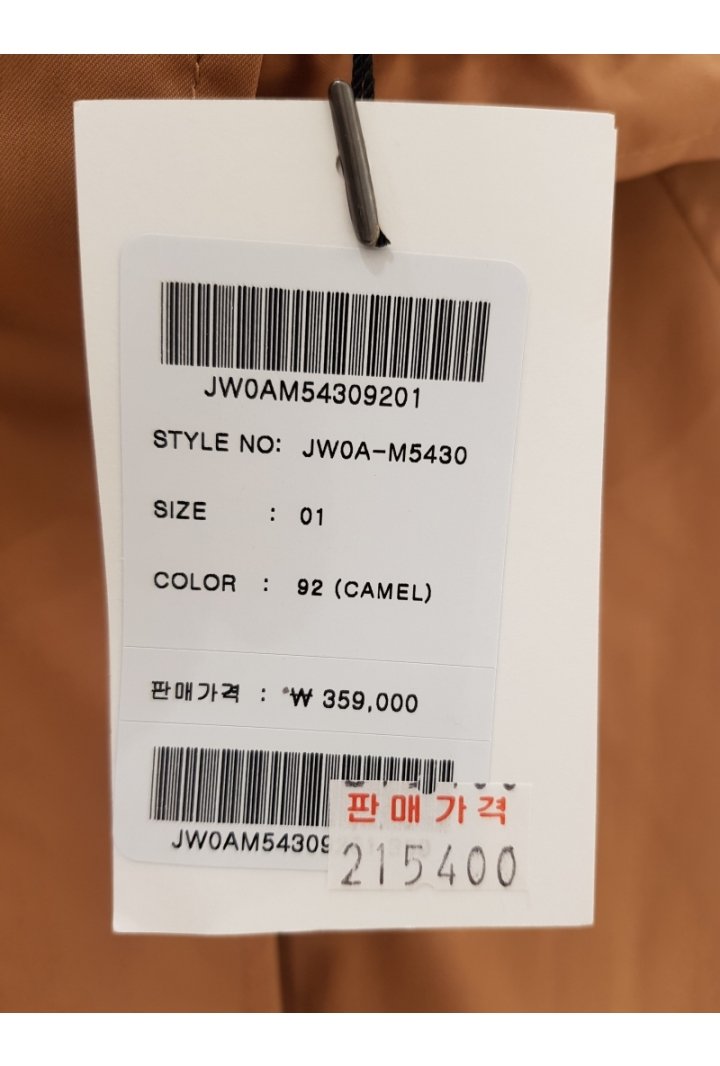 JW0AM54309201
STYLE NO: JW0A-M5430
SIZE : 01
COLOR : 92 (CAMEL)
판매가격 : ₩ 359,000
JW0AM54309
판매가격
215400